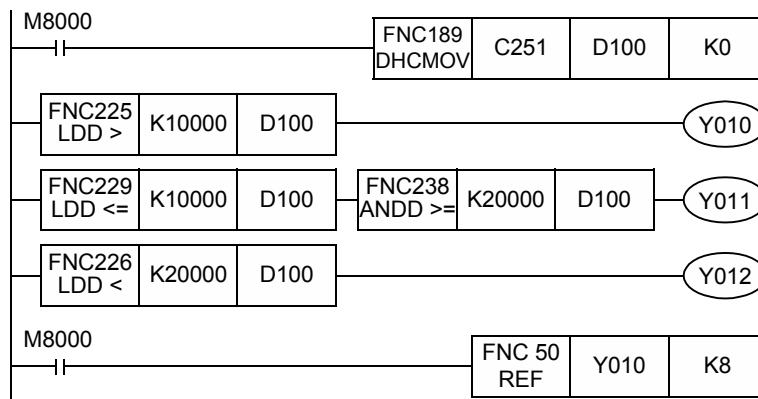 M8000
FNC189 DHCMOV C251 D100 K0
FNC225 LDD > K10000 D100 Y010
FNC229 LDD <= K10000 D100 FNC238 ANDD >= K20000 D100 Y011
FNC226 LDD < K20000 D100 Y012
M8000
FNC 50 REF Y010 K8